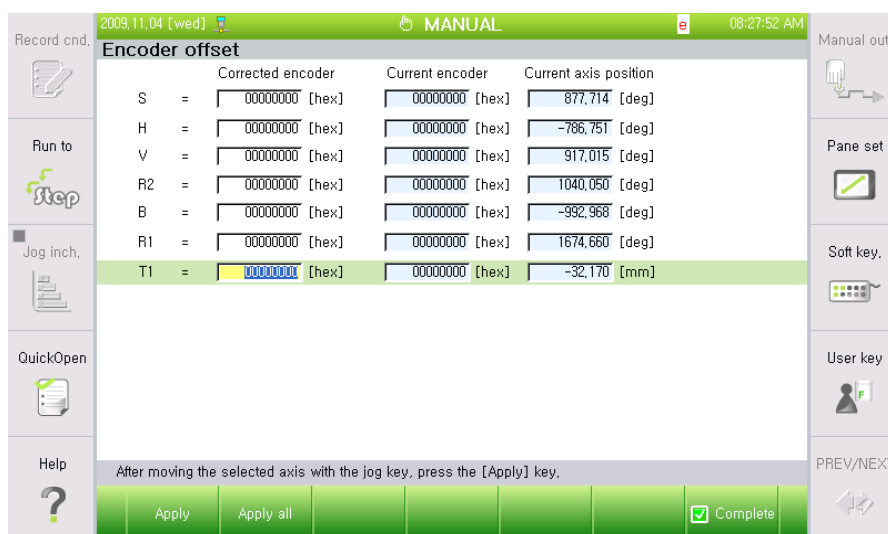 2009.11.04 [wed] MANUAL e 08:27:52 AM
Encoder offset
Corrected encoder Current encoder Current axis position
S = 00000000 [hex] 00000000 [hex] 877.714 [deg]
H = 00000000 [hex] 00000000 [hex] -786.751 [deg]
V = 00000000 [hex] 00000000 [hex] 917.015 [deg]
R2 = 00000000 [hex] 00000000 [hex] 1040.050 [deg]
B = 00000000 [hex] 00000000 [hex] -992.968 [deg]
R1 = 00000000 [hex] 00000000 [hex] 1674.660 [deg]
T1 = 00000000 [hex] 00000000 [hex] -32.170 [mm]
After moving the selected axis with the jog key, press the [Apply] key.
Apply Apply all Complete
Record cnd.
Run to
Step
Jog inch.
QuickOpen
Help
?
Manual out
Pane set
Soft key.
User key
F
PREV/NEX